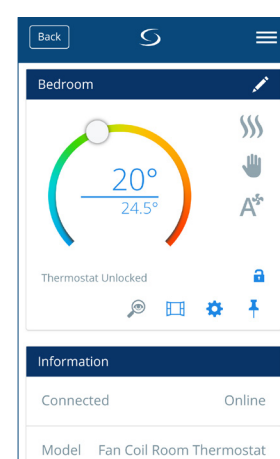 Back
Bedroom
20°
24.5°
A
Thermostat Unlocked
Information
Connected Online
Model Fan Coil Room Thermostat